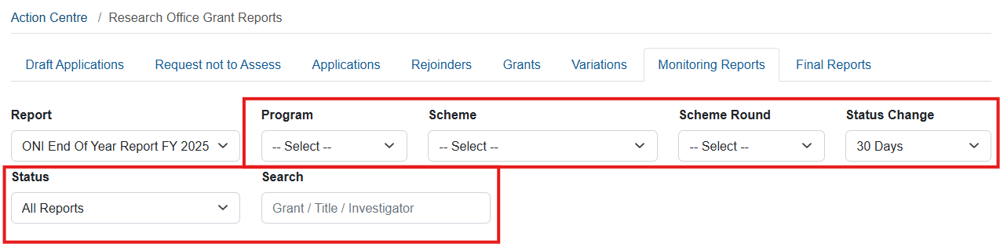 Action Centre / Research Office Grant Reports
Draft Applications Request not to Assess Applications Rejoinders Grants Variations Monitoring Reports Final Reports
Report Program Scheme Scheme Round Status Change
ONI End Of Year Report FY 2025 -- Select -- -- Select -- -- Select -- 30 Days
Status Search
All Reports Grant / Title / Investigator